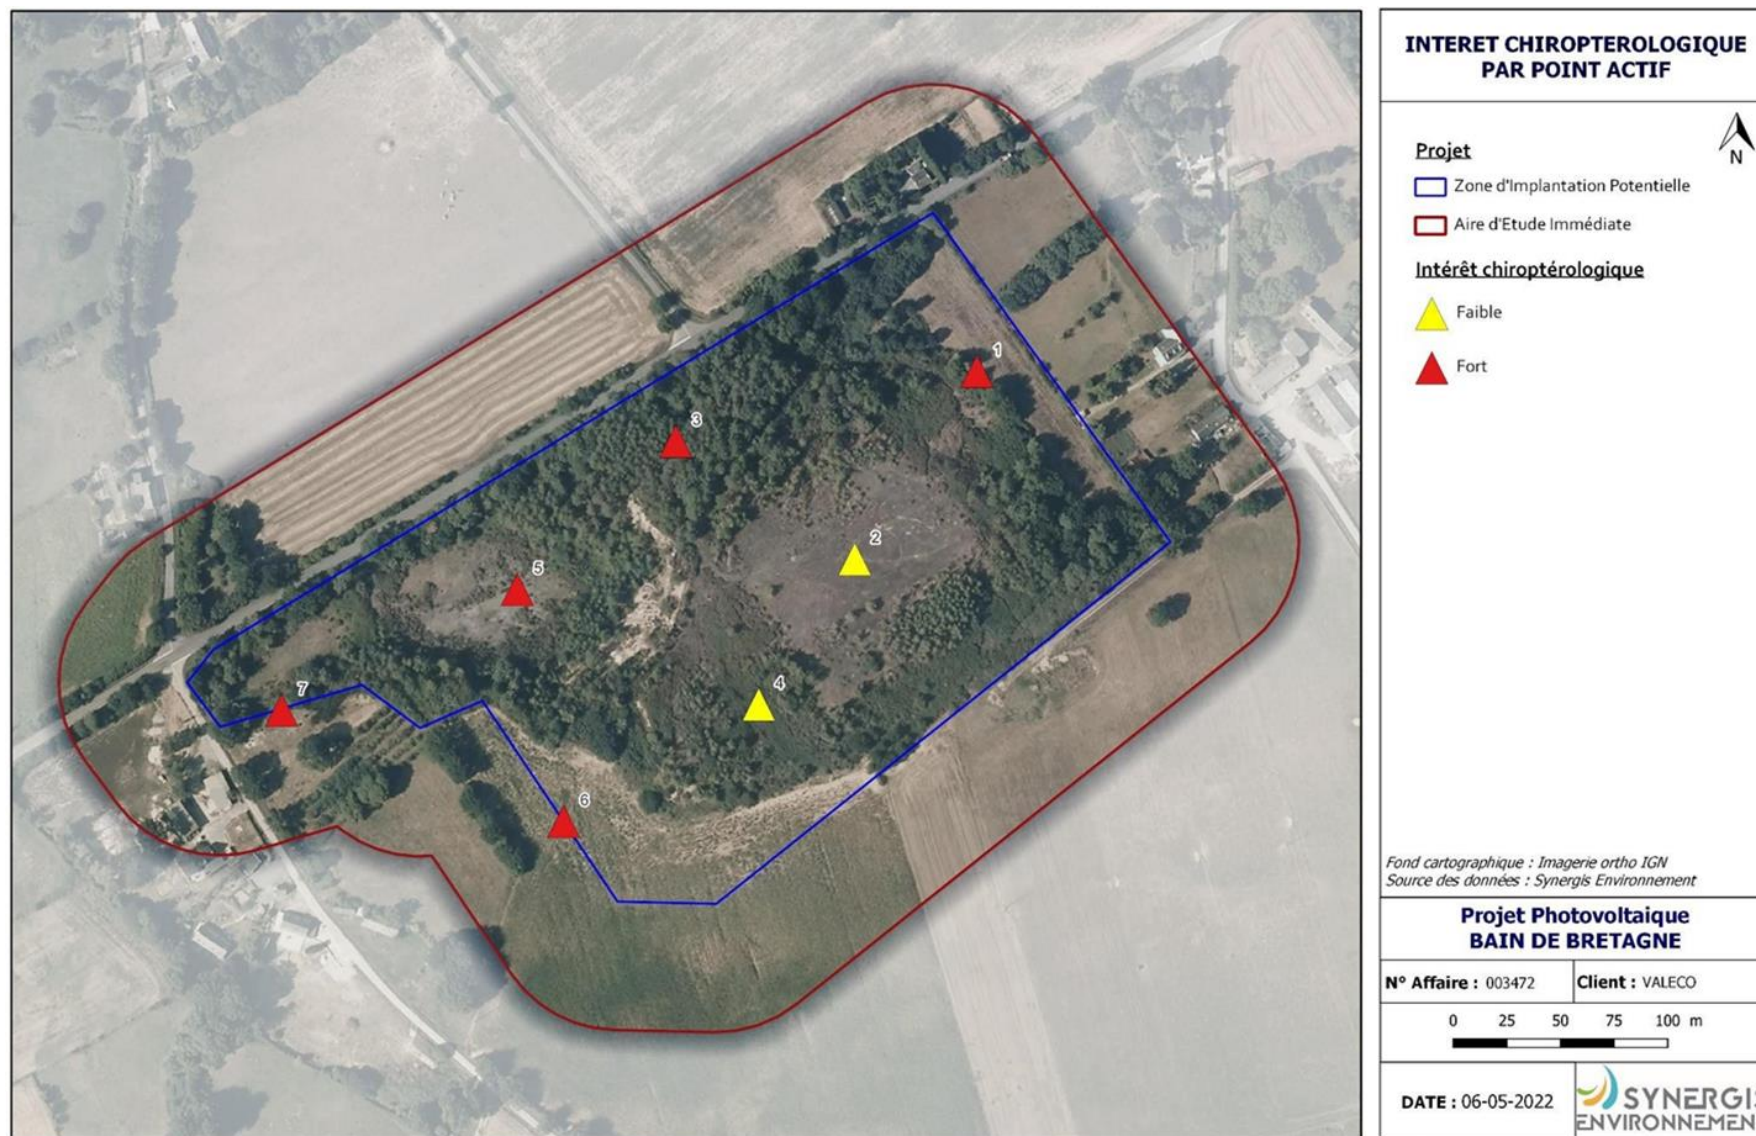 INTERET CHIROPTEROLOGIQUE
PAR POINT ACTIF
N
Projet
Zone d'Implantation Potentielle
Aire d'Etude Immédiate
Intérêt chiroptérologique
Faible
Fort
1
3
2
5
4
7
6
Fond cartographique : Imagerie ortho IGN
Source des données : Synergis Environnement
Projet Photovoltaique
BAIN DE BRETAGNE
N° Affaire : 003472
Client : VALECO
0 25 50 75 100 m
DATE : 06-05-2022
SYNERGIS
ENVIRONNEMEN